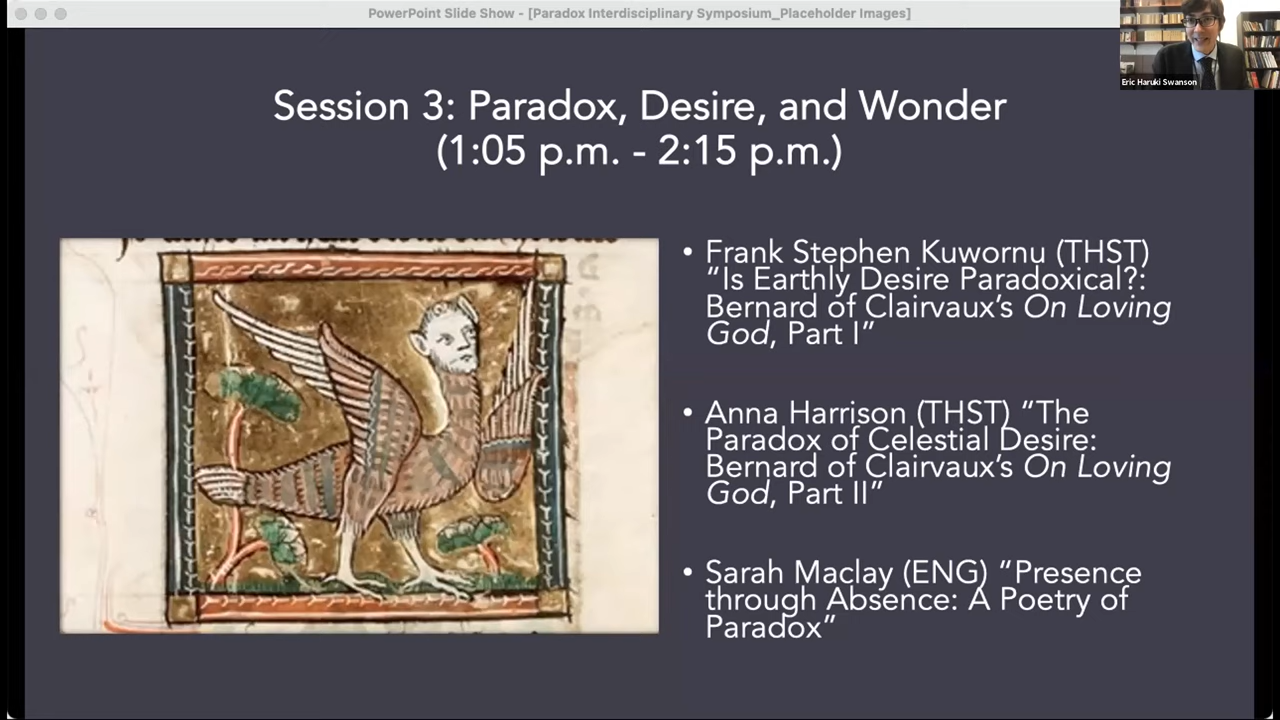 PowerPoint Slide Show - [Paradox Interdisciplinary Symposium_Placeholder Images]
Eric Haruki Swanson
Session 3: Paradox, Desire, and Wonder
(1:05 p.m. - 2:15 p.m.)
• Frank Stephen Kuwornu (THST)
“Is Earthly Desire Paradoxical?:
Bernard of Clairvaux’s On Loving
God, Part I”
• Anna Harrison (THST) “The
Paradox of Celestial Desire:
Bernard of Clairvaux’s On Loving
God, Part II”
• Sarah Maclay (ENG) “Presence
through Absence: A Poetry of
Paradox”